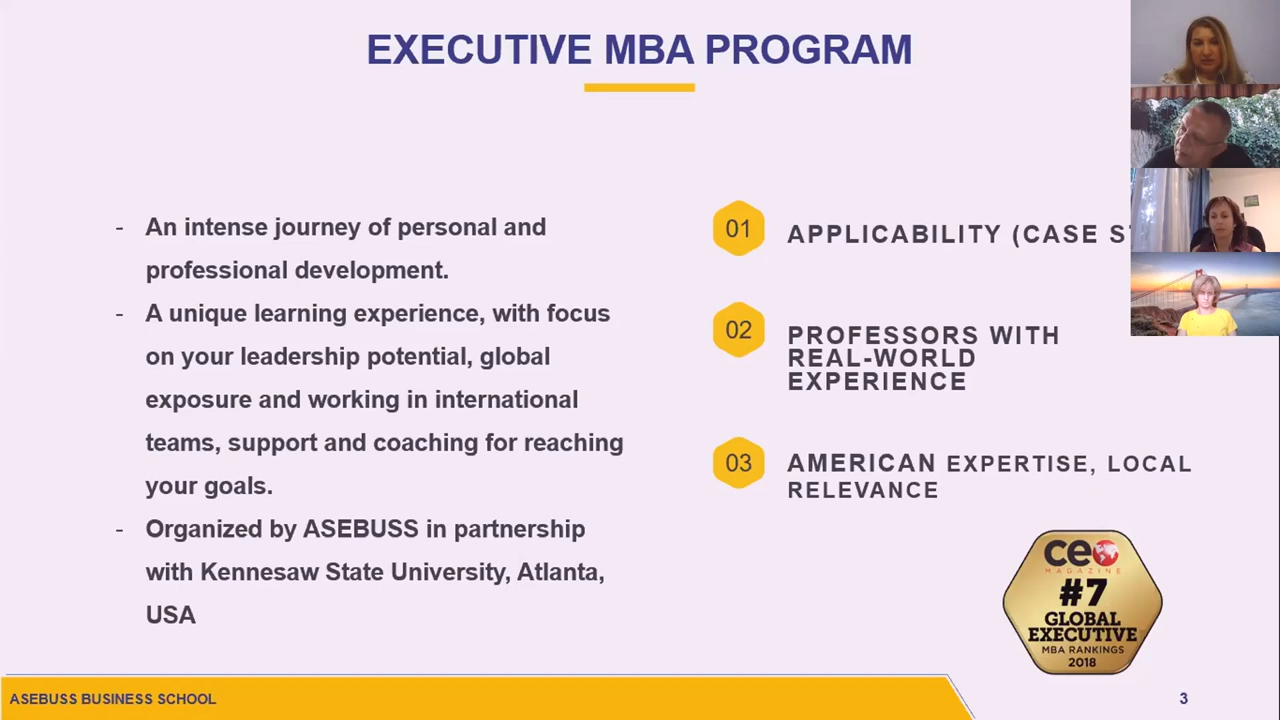 EXECUTIVE MBA PROGRAM
- An intense journey of personal and
professional development.
- A unique learning experience, with focus
on your leadership potential, global
exposure and working in international
teams, support and coaching for reaching
your goals.
- Organized by ASEBUSS in partnership
with Kennesaw State University, Atlanta,
USA
01
APPLICABILITY (CASE
02
PROFESSORS WITH
REAL-WORLD
EXPERIENCE
03
AMERICAN EXPERTISE, LOCAL
RELEVANCE
ceo
MAGAZINE
#7
GLOBAL
EXECUTIVE
MBA RANKINGS
2018
ASEBUSS BUSINESS SCHOOL
3